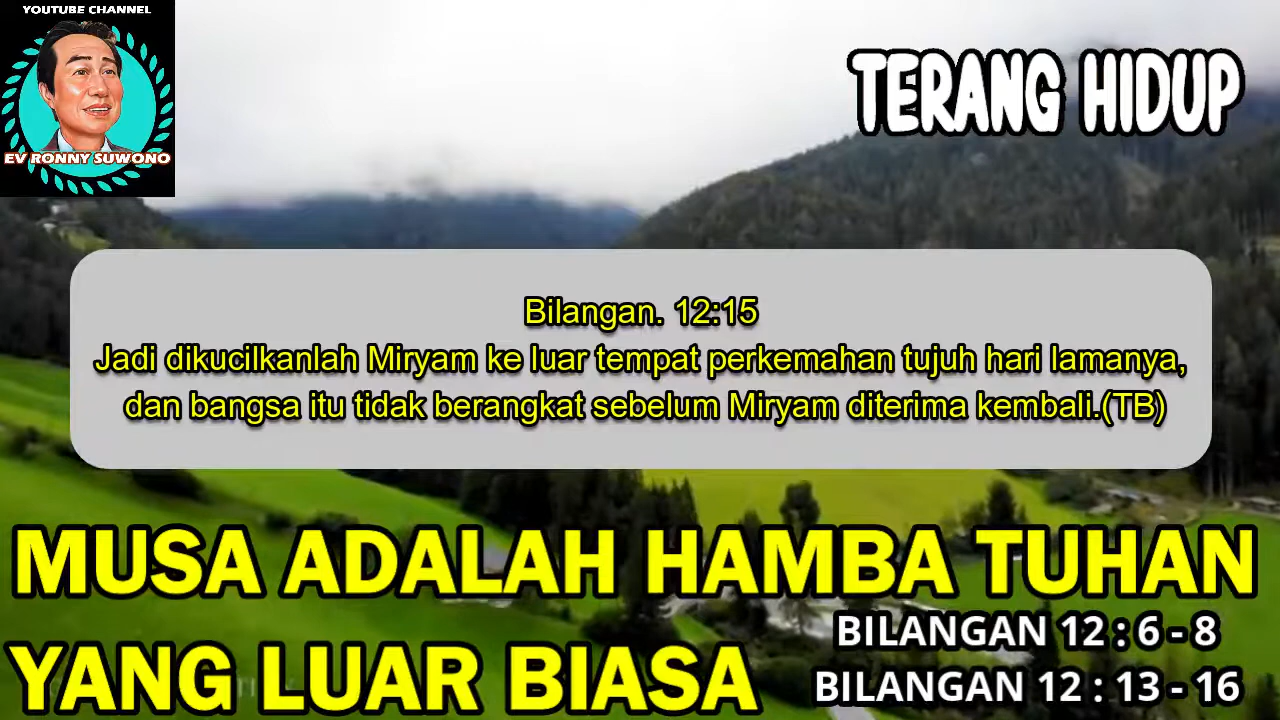 YOUTUBE CHANNEL
EV RONNY SUWONO
TERANG HIDUP
Bilangan. 12:15
Jadi dikucilkanlah Miryam ke luar tempat perkemahan tujuh hari lamanya,
dan bangsa itu tidak berangkat sebelum Miryam diterima kembali.(TB)
MUSA ADALAH HAMBA TUHAN
YANG LUAR BIASA
BILANGAN 12 : 6 - 8
BILANGAN 12 : 13 - 16